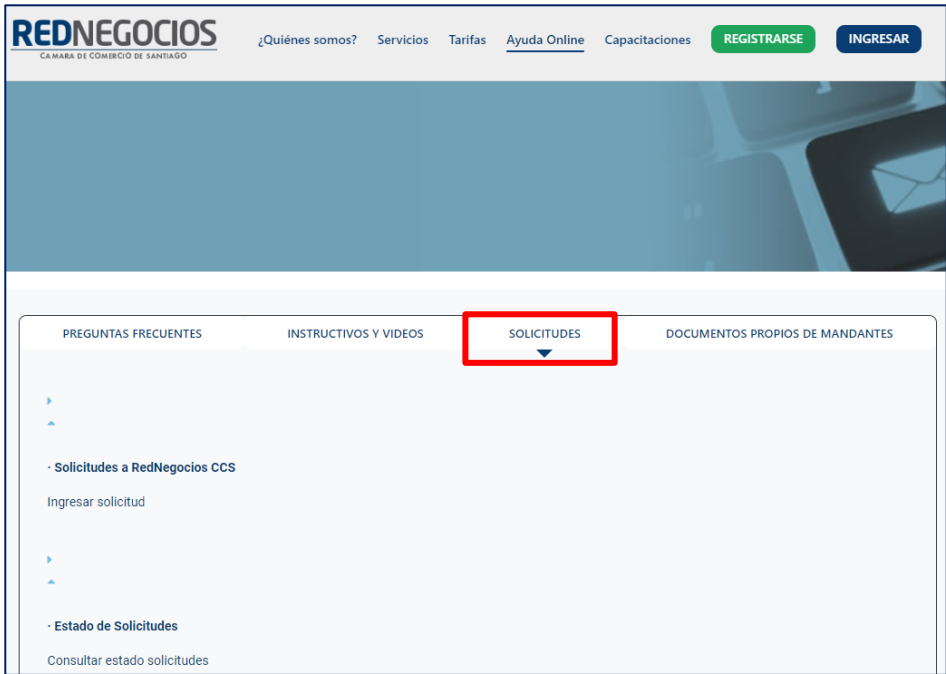 REDNEGOCIOS
CAMARA DE COMERCIO DE SANTIAGO
¿Quiénes somos? Servicios Tarifas Ayuda Online Capacitaciones REGISTRARSE INGRESAR
PREGUNTAS FRECUENTES INSTRUCTIVOS Y VIDEOS SOLICITUDES DOCUMENTOS PROPIOS DE MANDANTES
· Solicitudes a RedNegocios CCS
Ingresar solicitud
· Estado de Solicitudes
Consultar estado solicitudes